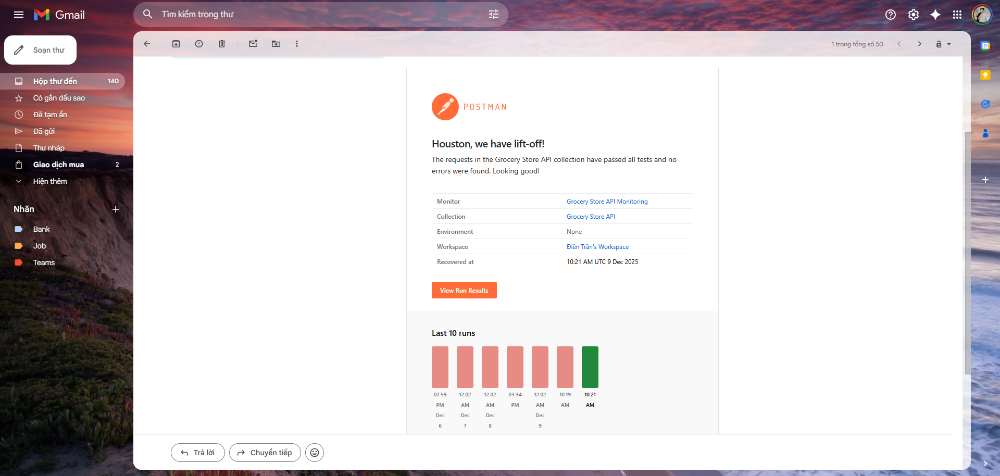 Gmail
Tìm kiếm trong thư
Soạn thư
1 trong tổng số 50
Hộp thư đến 140
Có gắn dấu sao
Đã tạm ẩn
Đã gửi
Thư nháp
Giao dịch mua 2
Hiện thêm
Nhãn
Bank
Job
Teams
POSTMAN
Houston, we have lift-off!
The requests in the Grocery Store API collection have passed all tests and no
errors were found. Looking good!
Monitor Grocery Store API Monitoring
Collection Grocery Store API
Environment None
Workspace Điền Trần's Workspace
Recovered at 10:21 AM UTC 9 Dec 2025
View Run Results
Last 10 runs
02:59 12:02 12:02 03:34 12:02 10:19 10:21
PM AM AM PM AM AM AM
Dec Dec Dec Dec
6 7 8 9
Trả lời
Chuyển tiếp
31
ê